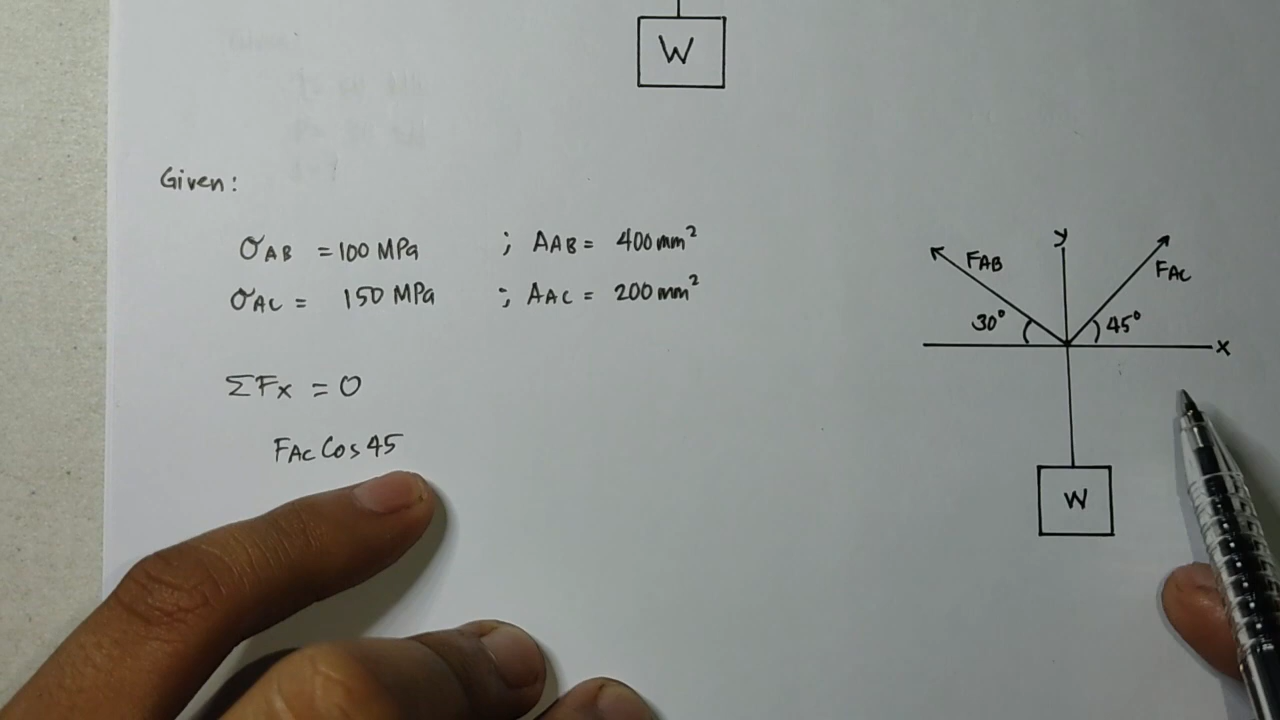 W
Given:
σAB = 100 MPa ; AAB = 400 mm²
σAC = 150 MPa ; AAC = 200 mm²
ΣFx = 0
FAC Cos 45
y
FAB
FAC
30°
45°
x
W